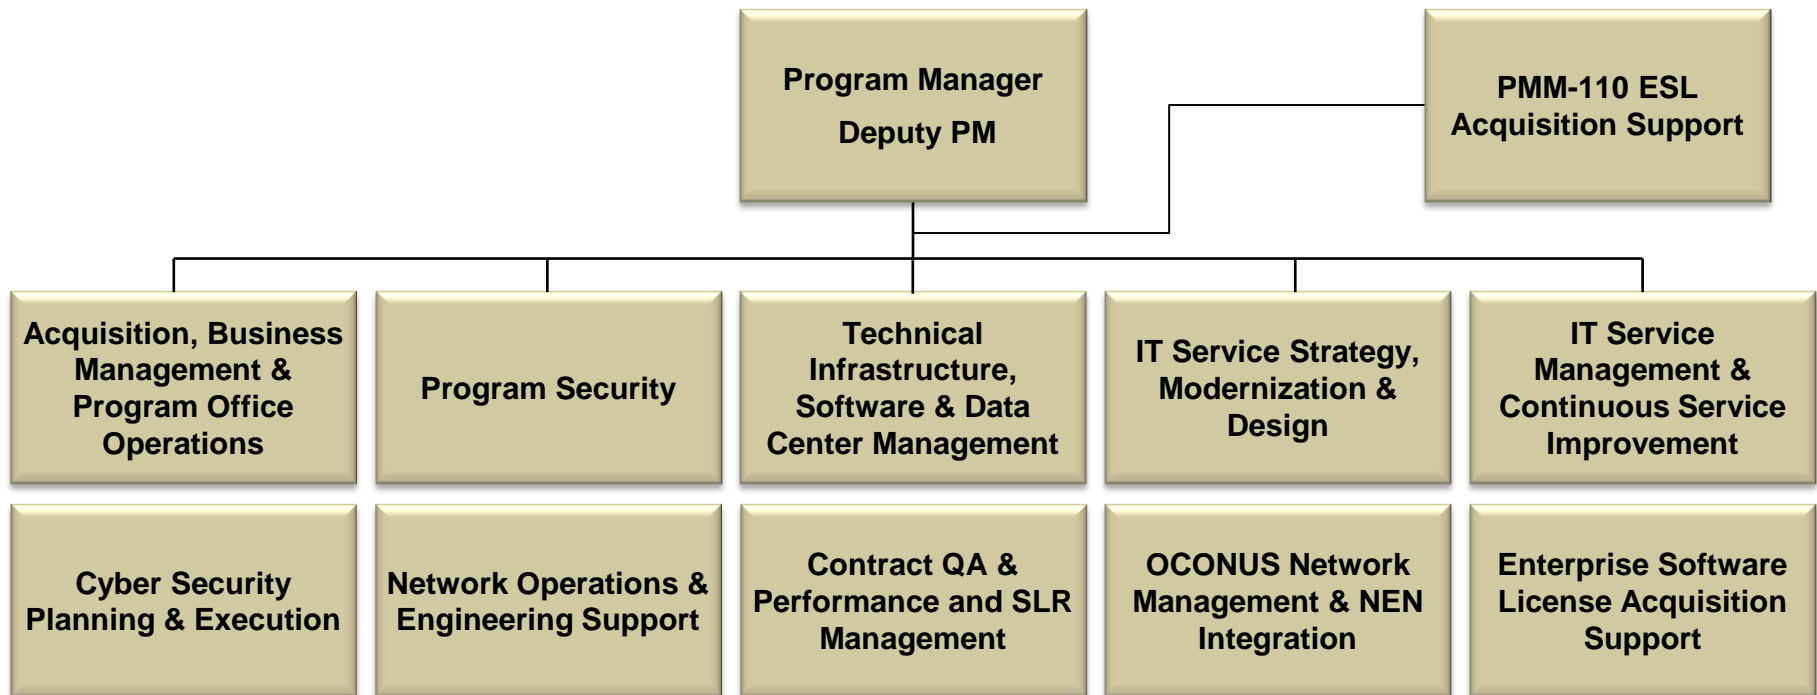 Program Manager
Deputy PM
PMM-110 ESL
Acquisition Support
Acquisition, Business
Management &
Program Office
Operations
Program Security
Technical
Infrastructure,
Software & Data
Center Management
IT Service Strategy,
Modernization &
Design
IT Service
Management &
Continuous Service
Improvement
Cyber Security
Planning & Execution
Network Operations &
Engineering Support
Contract QA &
Performance and SLR
Management
OCONUS Network
Management & NEN
Integration
Enterprise Software
License Acquisition
Support